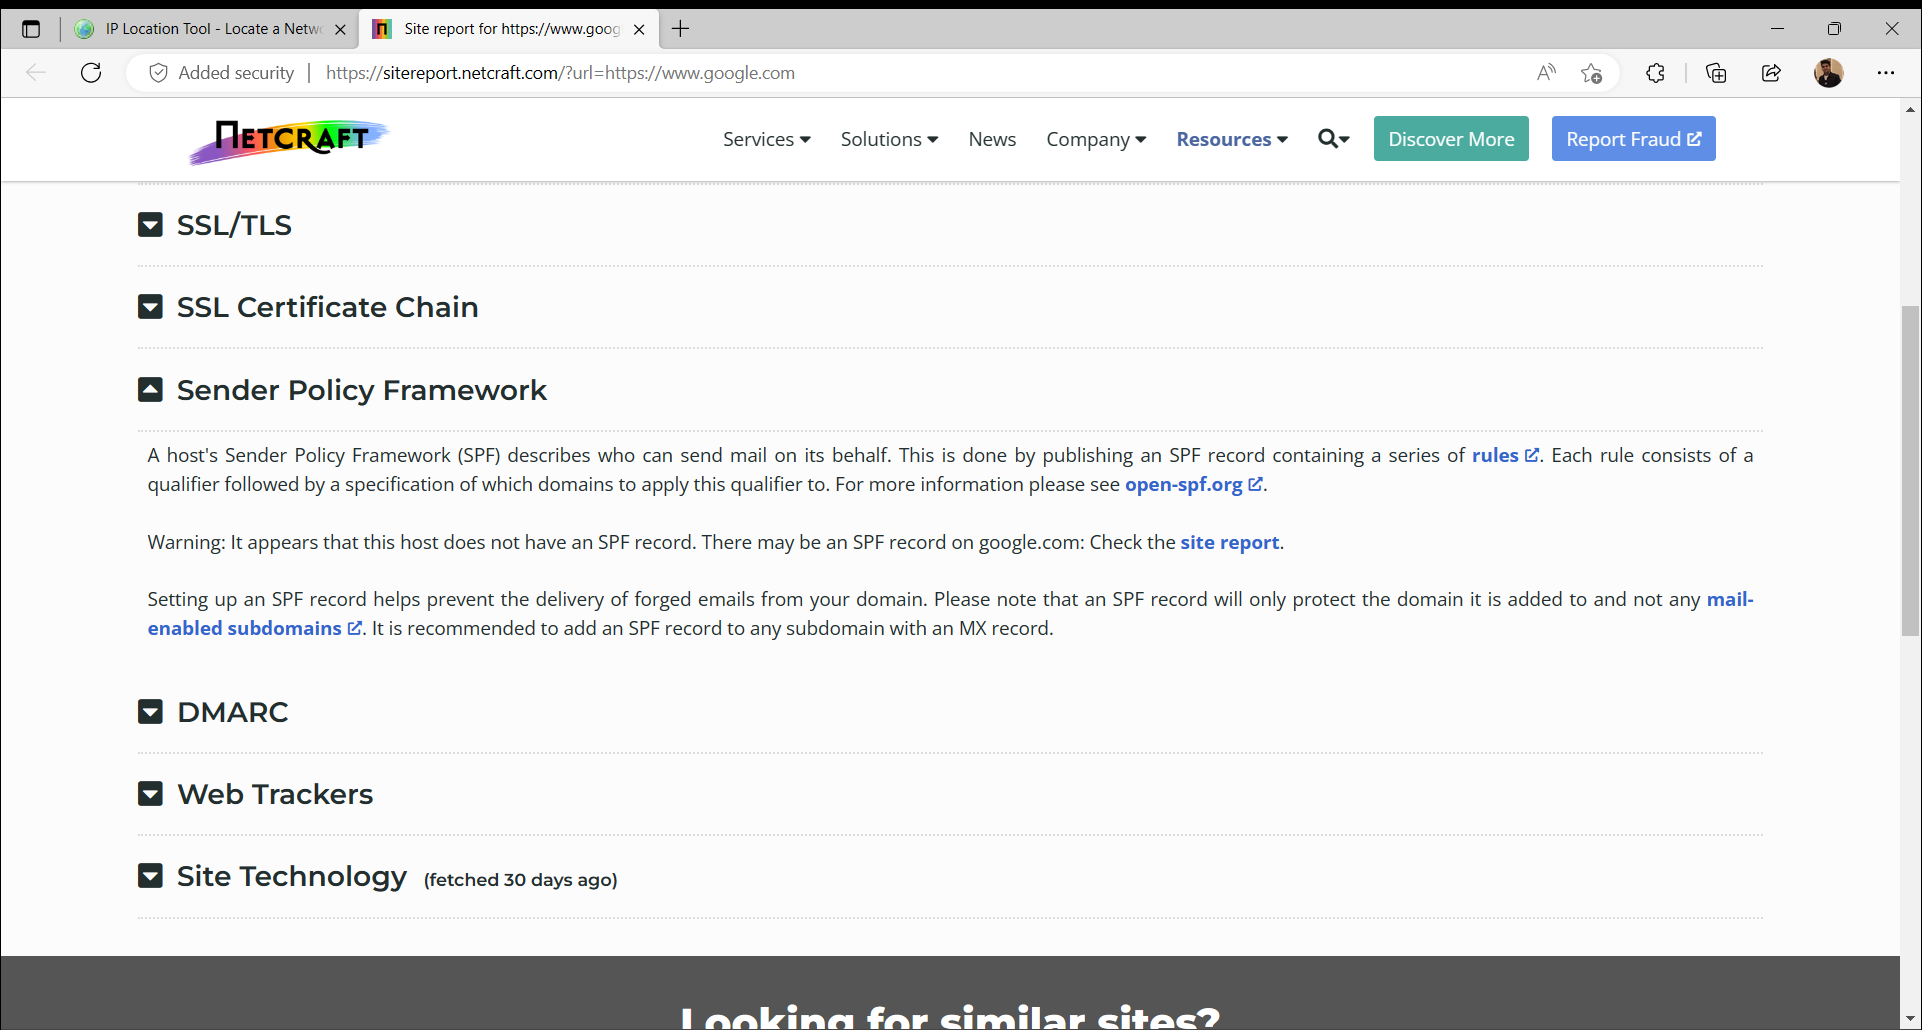 IP Location Tool - Locate a Netw
Site report for https://www.goog
Added security
https://sitereport.netcraft.com/?url=https://www.google.com
NETCRAFT
Services
Solutions
News
Company
Resources
Discover More
Report Fraud
SSL/TLS
SSL Certificate Chain
Sender Policy Framework
A host's Sender Policy Framework (SPF) describes who can send mail on its behalf. This is done by publishing an SPF record containing a series of rules. Each rule consists of a
qualifier followed by a specification of which domains to apply this qualifier to. For more information please see open-spf.org.
Warning: It appears that this host does not have an SPF record. There may be an SPF record on google.com: Check the site report.
Setting up an SPF record helps prevent the delivery of forged emails from your domain. Please note that an SPF record will only protect the domain it is added to and not any mail-
enabled subdomains. It is recommended to add an SPF record to any subdomain with an MX record.
DMARC
Web Trackers
Site Technology (fetched 30 days ago)
Looking for similar sites?